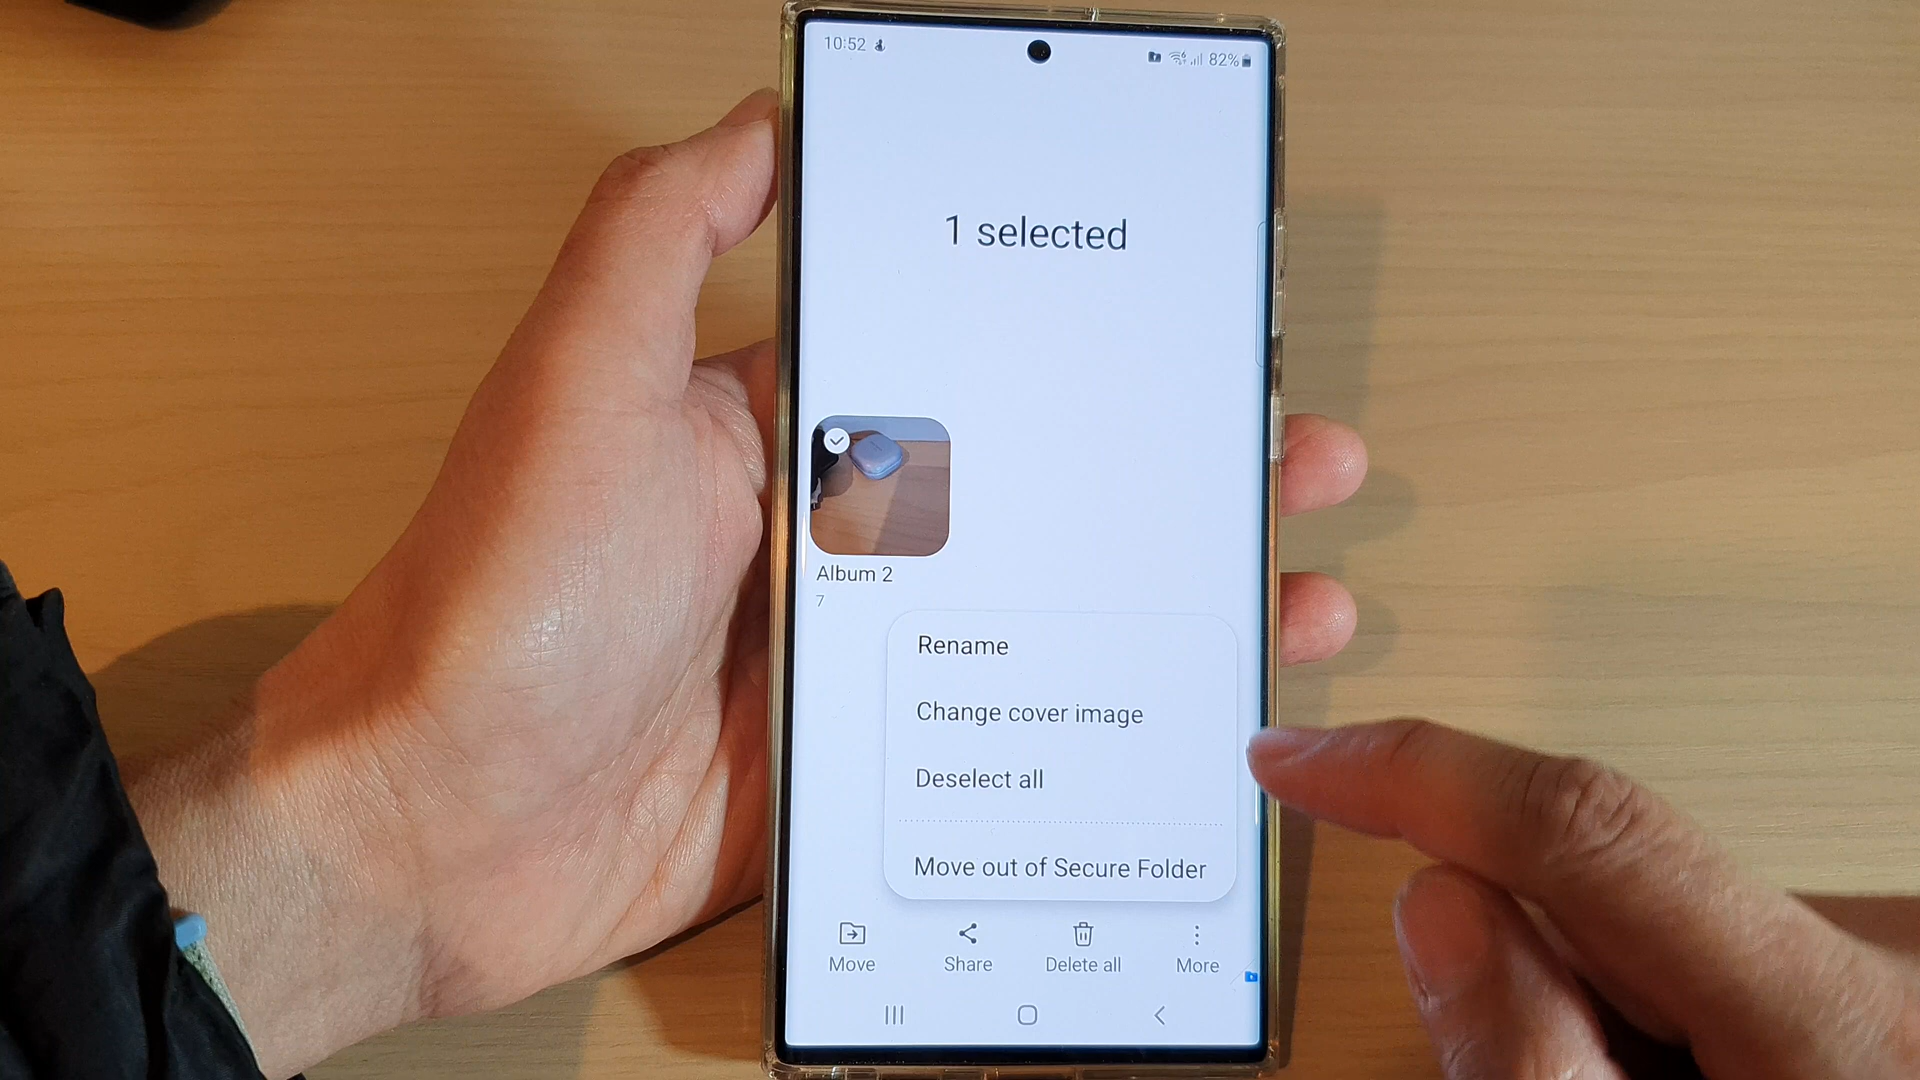 10:52
82%
1 selected
Album 2
7
Rename
Change cover image
Deselect all
Move out of Secure Folder
Move Share Delete all More